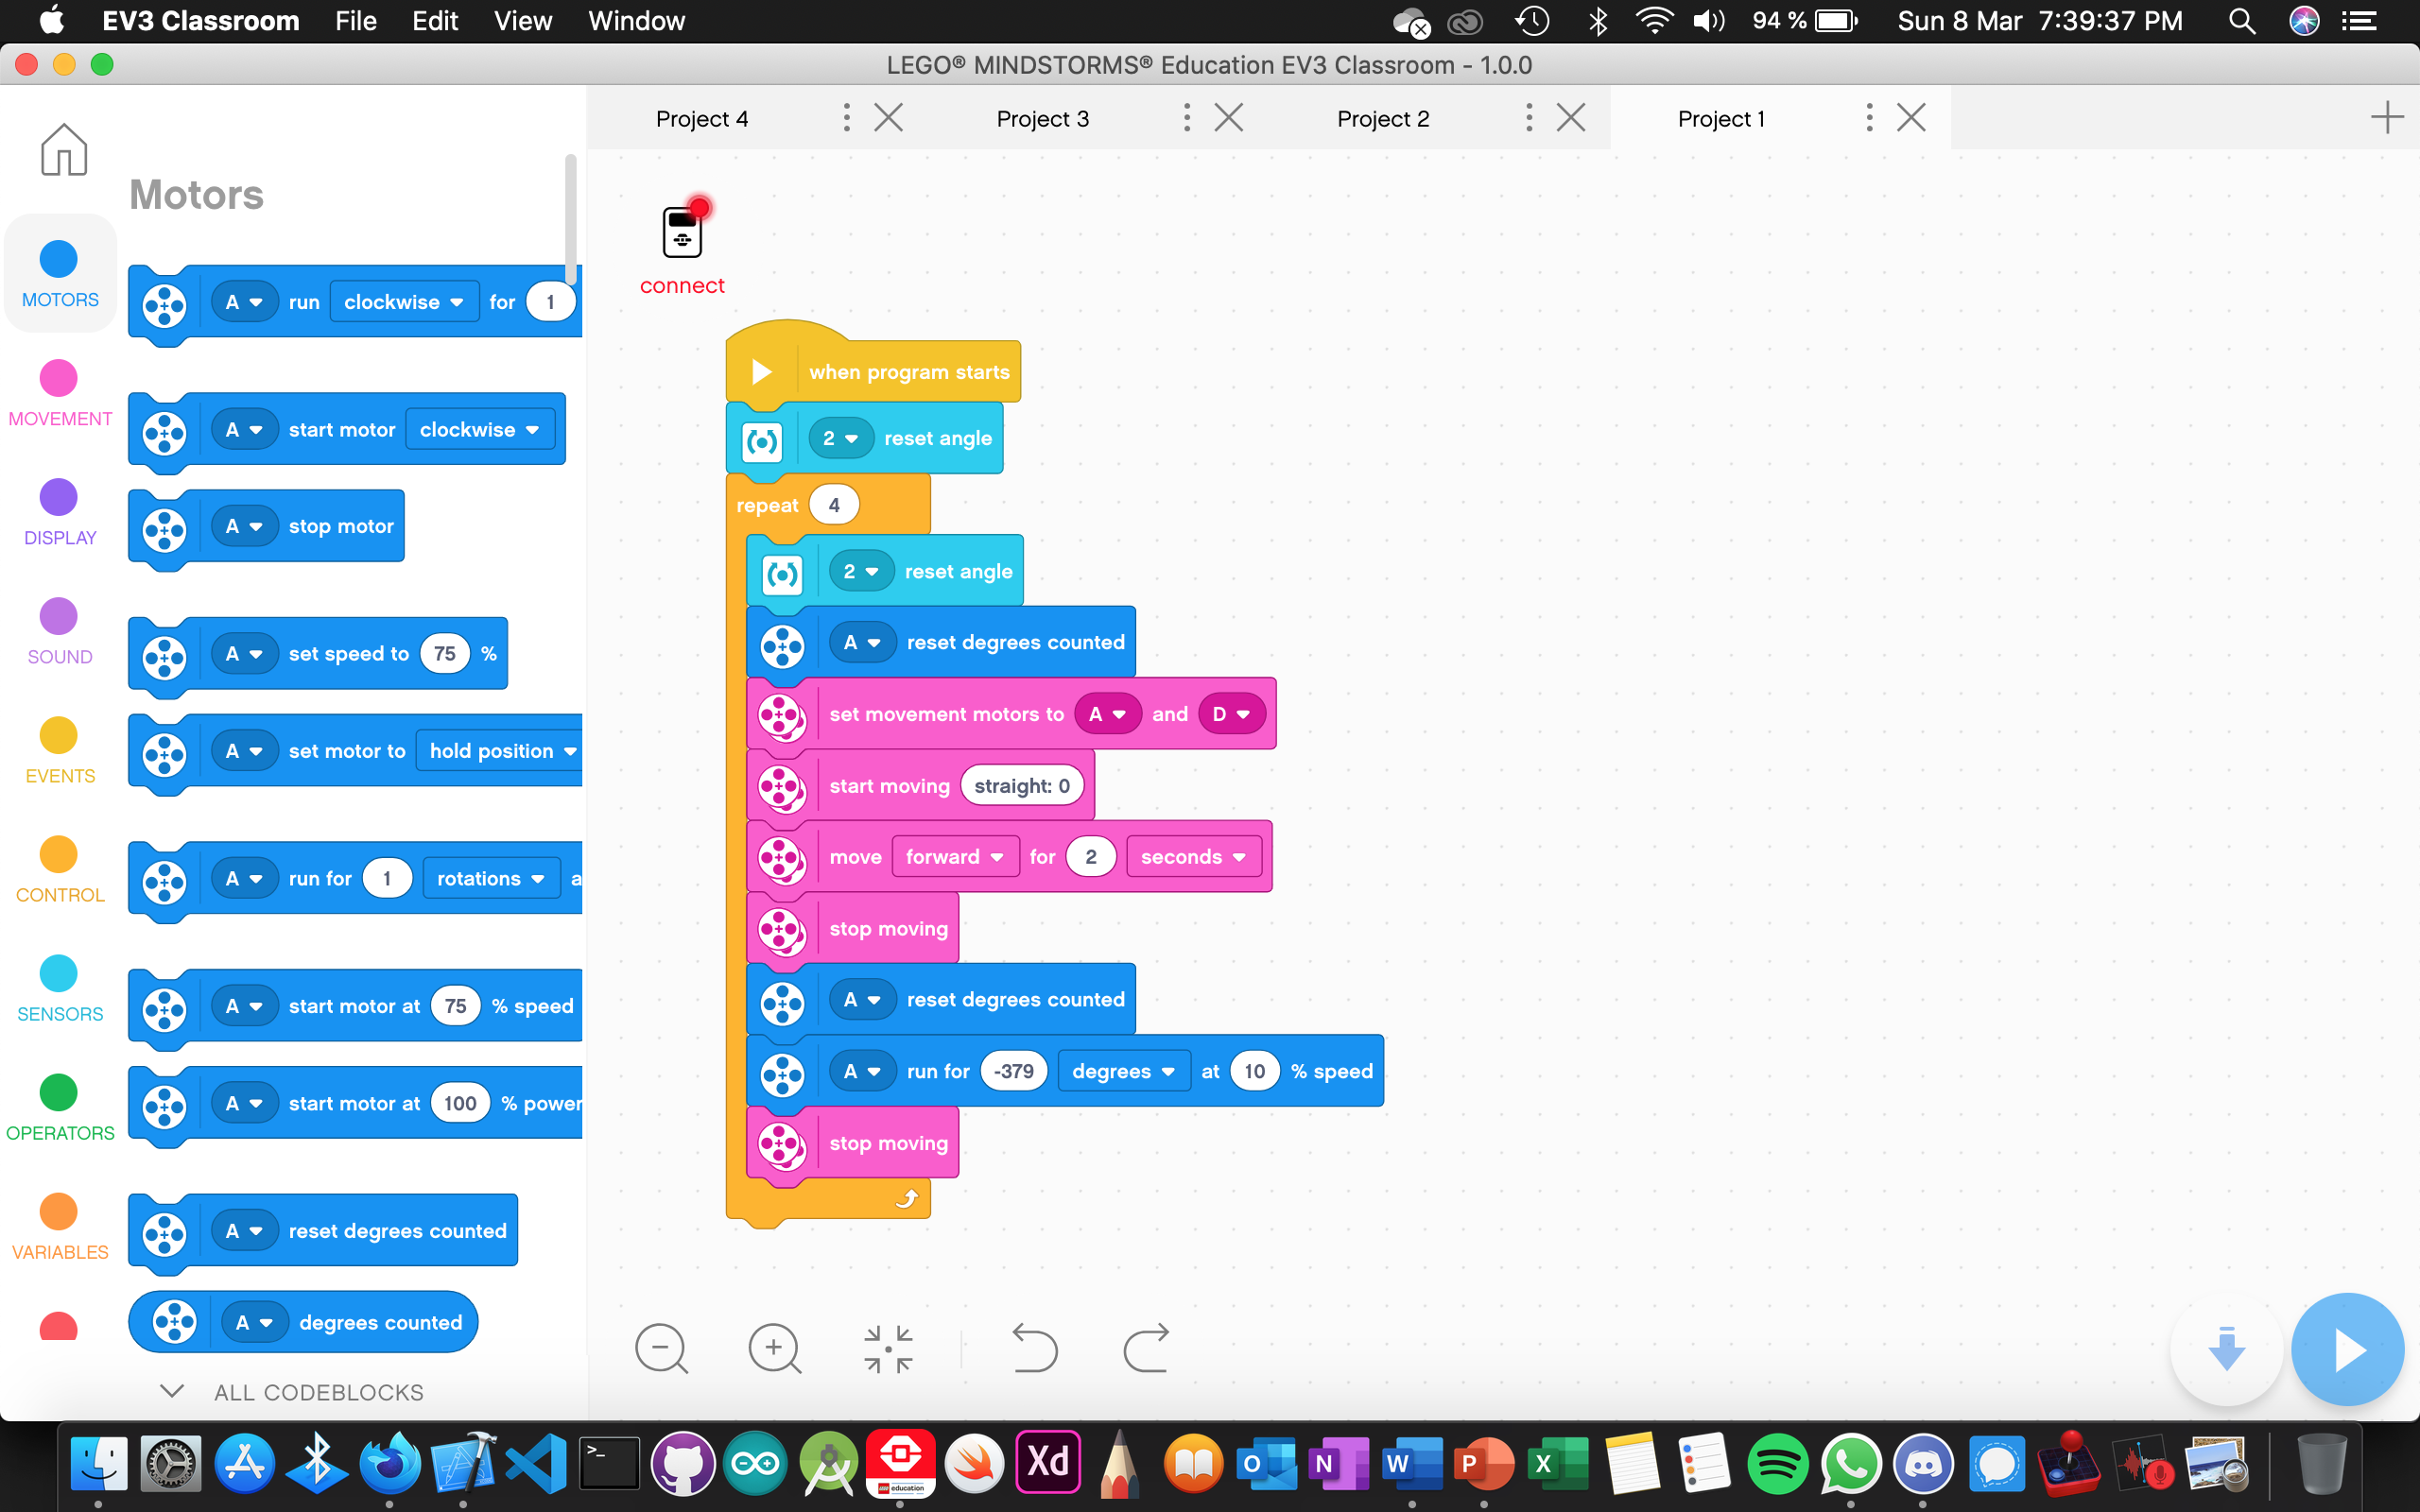 EV3 Classroom File Edit View Window 94 % Sun 8 Mar 7:39:37 PM
LEGO® MINDSTORMS® Education EV3 Classroom - 1.0.0
Project 4 Project 3 Project 2 Project 1
Motors
MOTORS
MOVEMENT
DISPLAY
SOUND
EVENTS
CONTROL
SENSORS
OPERATORS
VARIABLES
A run clockwise for 1
A start motor clockwise
A stop motor
A set speed to 75 %
A set motor to hold position
A run for 1 rotations a
A start motor at 75 % speed
A start motor at 100 % power
A reset degrees counted
A degrees counted
ALL CODEBLOCKS
connect
when program starts
2 reset angle
repeat 4
2 reset angle
A reset degrees counted
set movement motors to A and D
start moving straight: 0
move forward for 2 seconds
stop moving
A reset degrees counted
A run for -379 degrees at 10 % speed
stop moving
>_ education Xd O N W P X